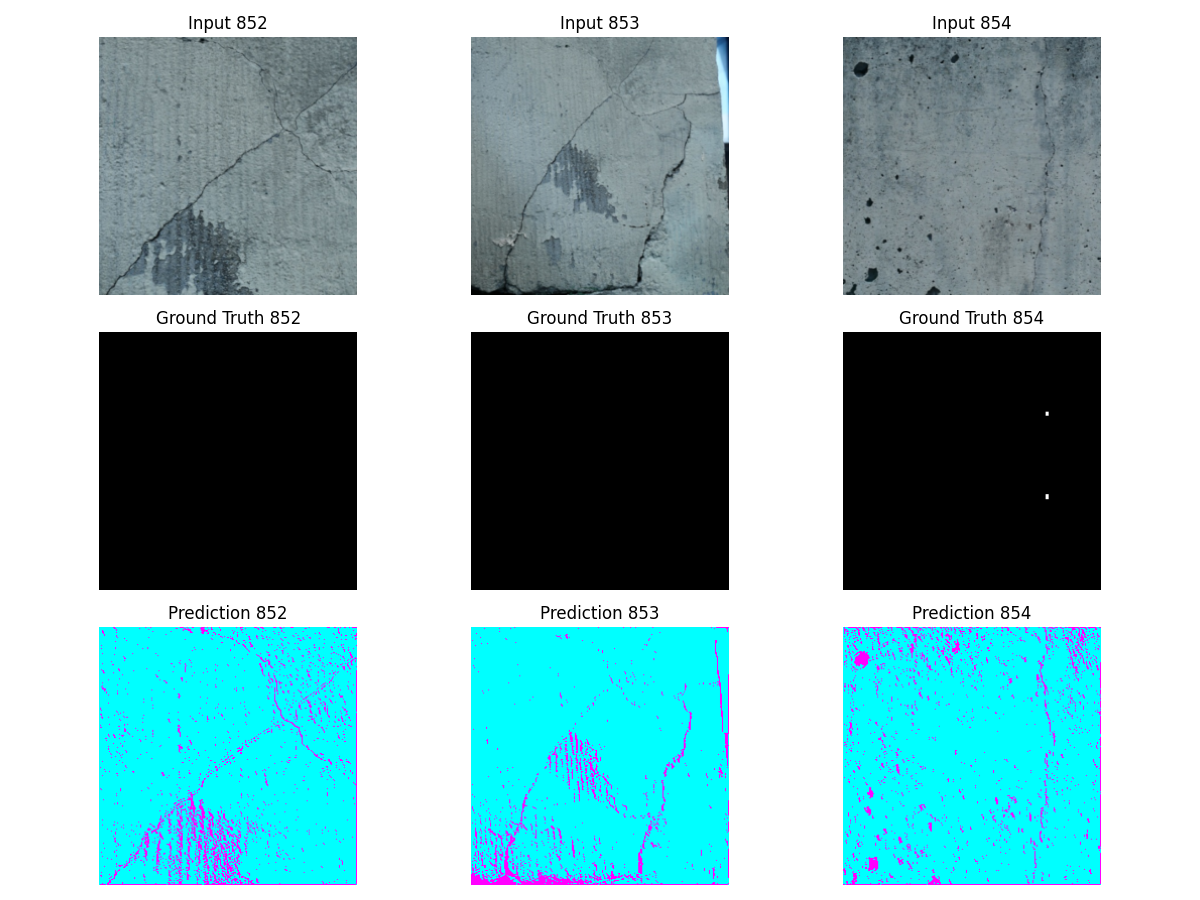 Input 852
Input 853
Input 854
Ground Truth 852
Ground Truth 853
Ground Truth 854
Prediction 852
Prediction 853
Prediction 854